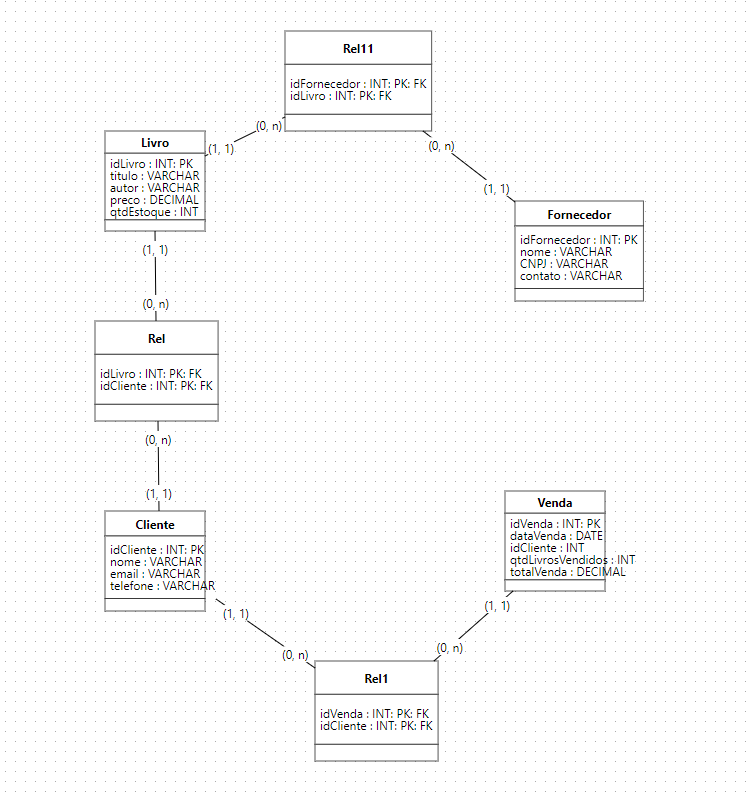 Rel11
idFornecedor : INT: PK: FK
idLivro : INT: PK: FK
(0, n)
(1, 1)
(0, n)
(1, 1)
Livro
idLivro : INT: PK
titulo : VARCHAR
autor : VARCHAR
preco : DECIMAL
qtdEstoque : INT
Fornecedor
idFornecedor : INT: PK
nome : VARCHAR
CNPJ : VARCHAR
contato : VARCHAR
(1, 1)
(0, n)
Rel
idLivro : INT: PK: FK
idCliente : INT: PK: FK
(0, n)
(1, 1)
Cliente
idCliente : INT: PK
nome : VARCHAR
email : VARCHAR
telefone : VARCHAR
Venda
idVenda : INT: PK
dataVenda : DATE
idCliente : INT
qtdLivrosVendidos : INT
totalVenda : DECIMAL
(1, 1)
(1, 1)
(0, n)
(0, n)
Rel1
idVenda : INT: PK: FK
idCliente : INT: PK: FK